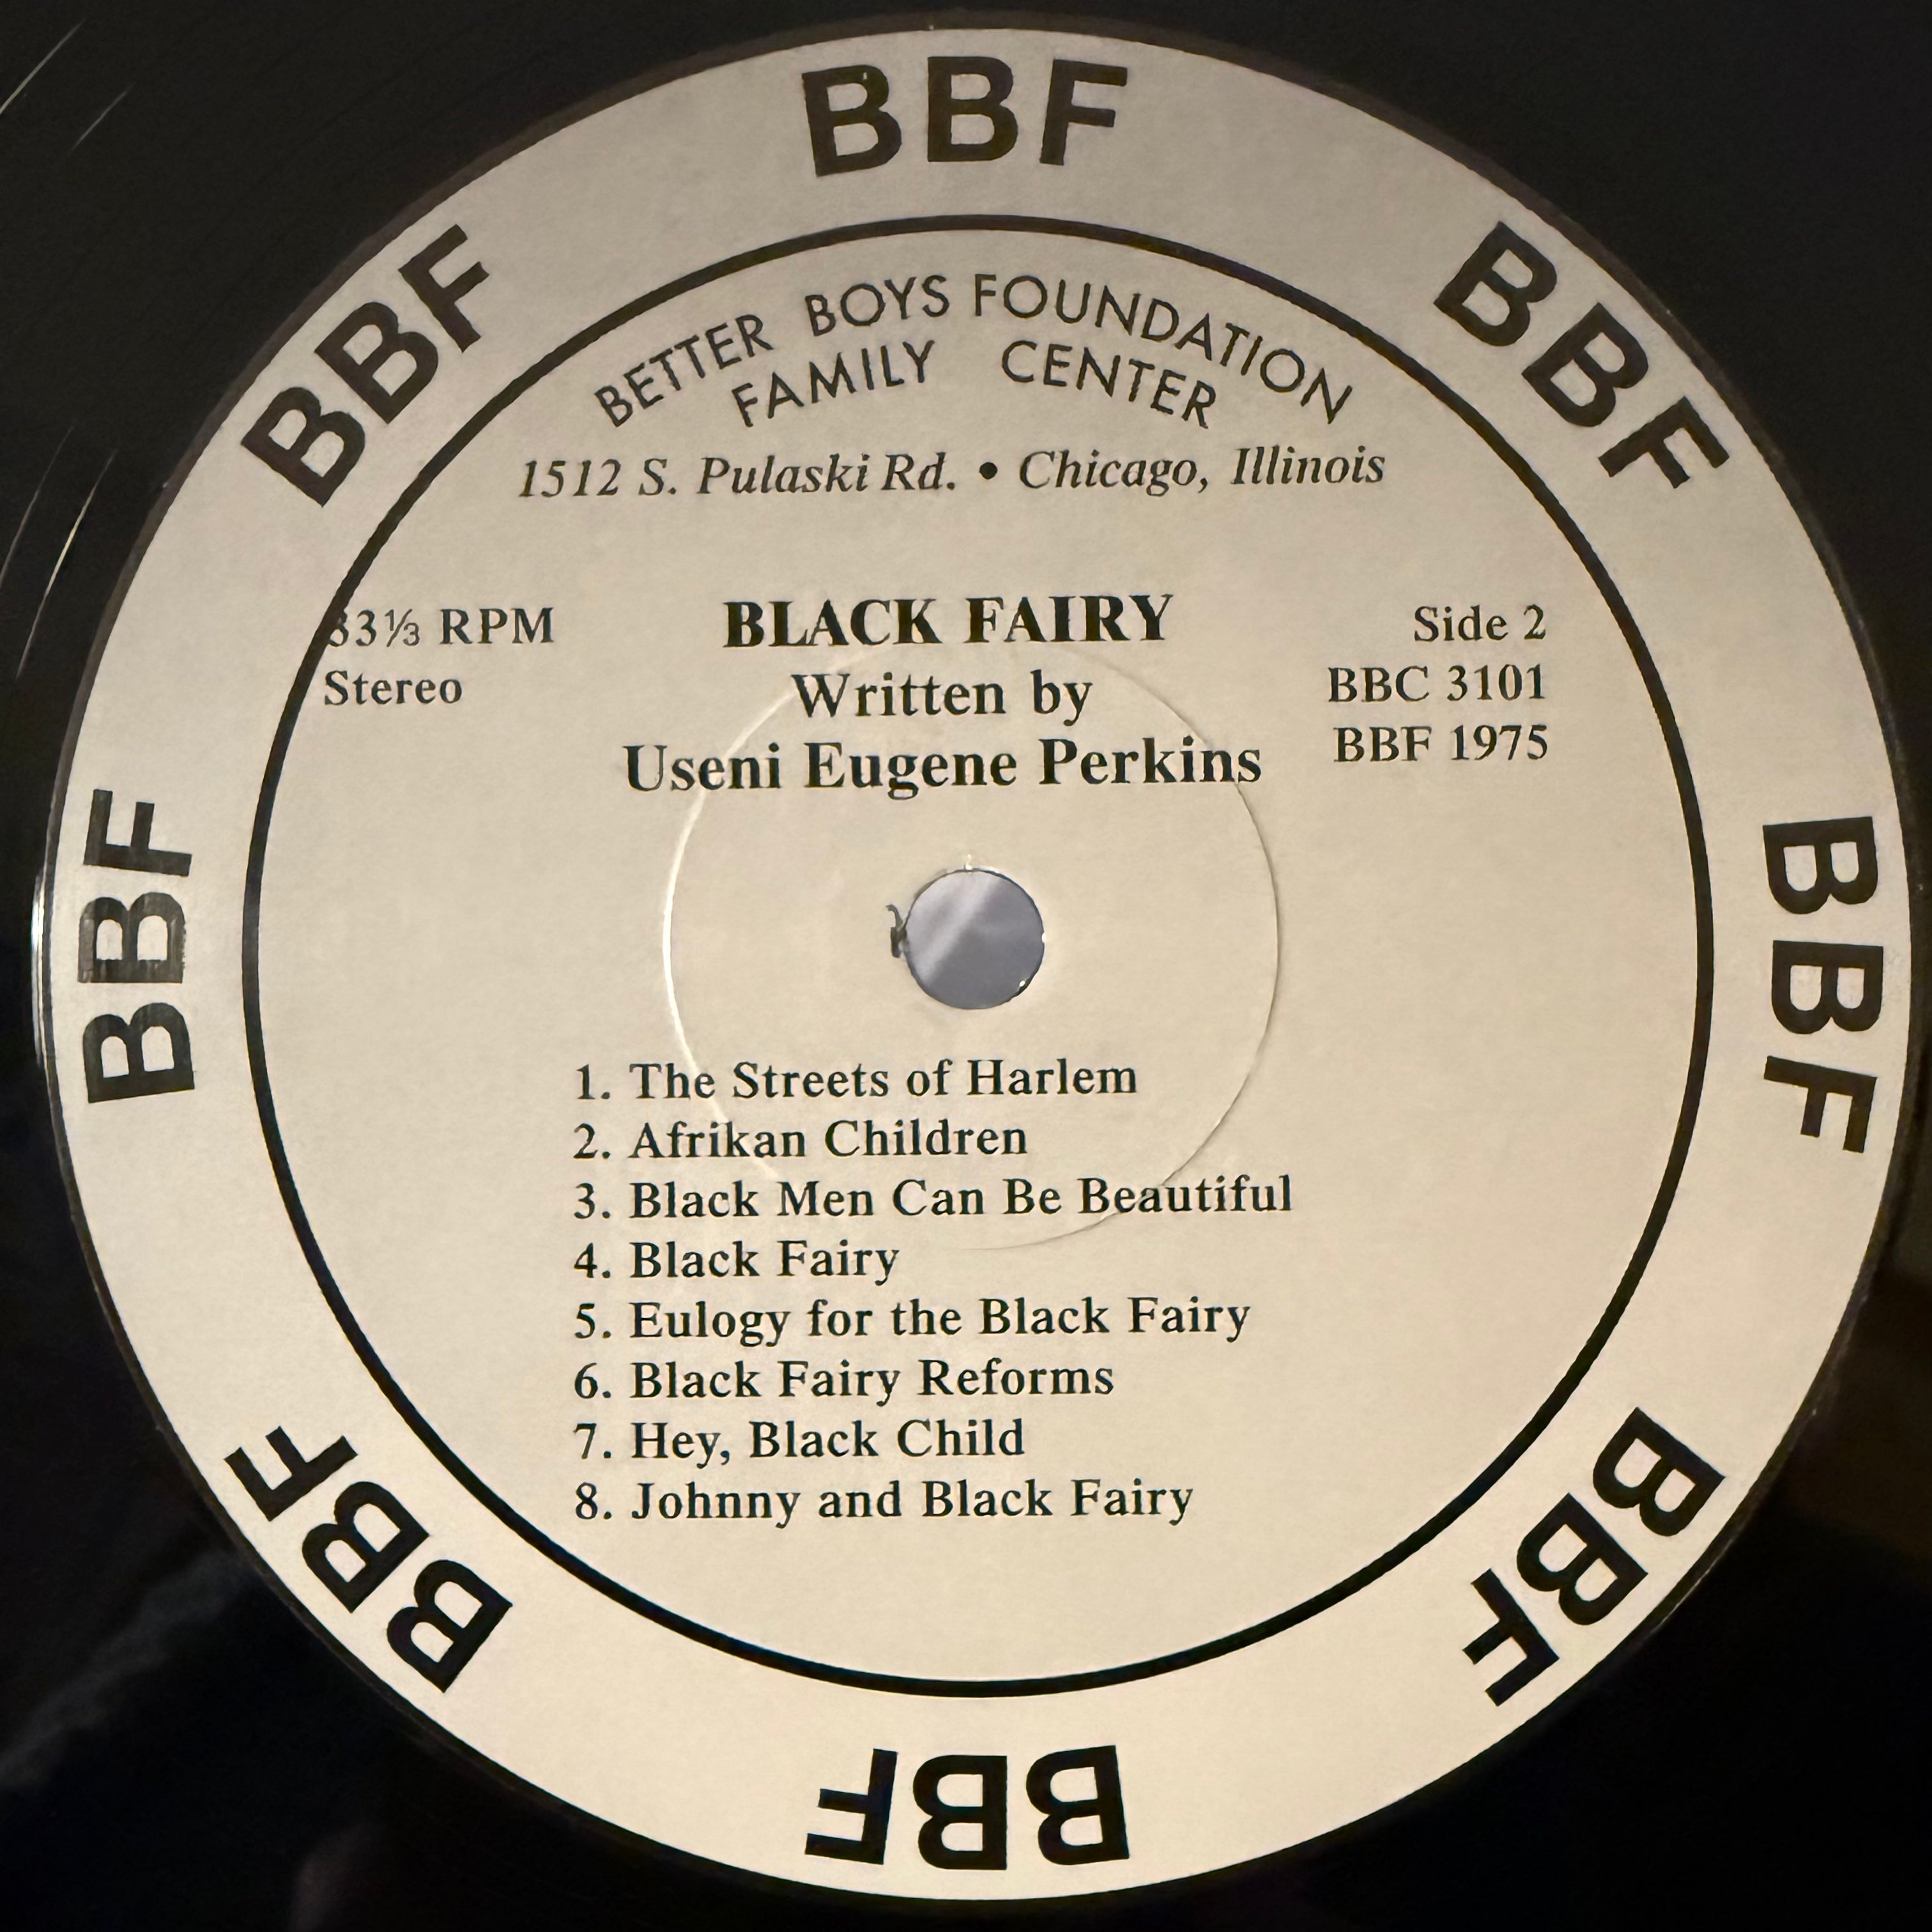 BBF
BBF
BBF
BBF
BBF
BBF
BBF
BBF
BETTER BOYS FOUNDATION
FAMILY CENTER
1512 S. Pulaski Rd. • Chicago, Illinois
33⅓ RPM
Stereo
BLACK FAIRY
Written by
Useni Eugene Perkins
Side 2
BBC 3101
BBF 1975
1. The Streets of Harlem
2. Afrikan Children
3. Black Men Can Be Beautiful
4. Black Fairy
5. Eulogy for the Black Fairy
6. Black Fairy Reforms
7. Hey, Black Child
8. Johnny and Black Fairy